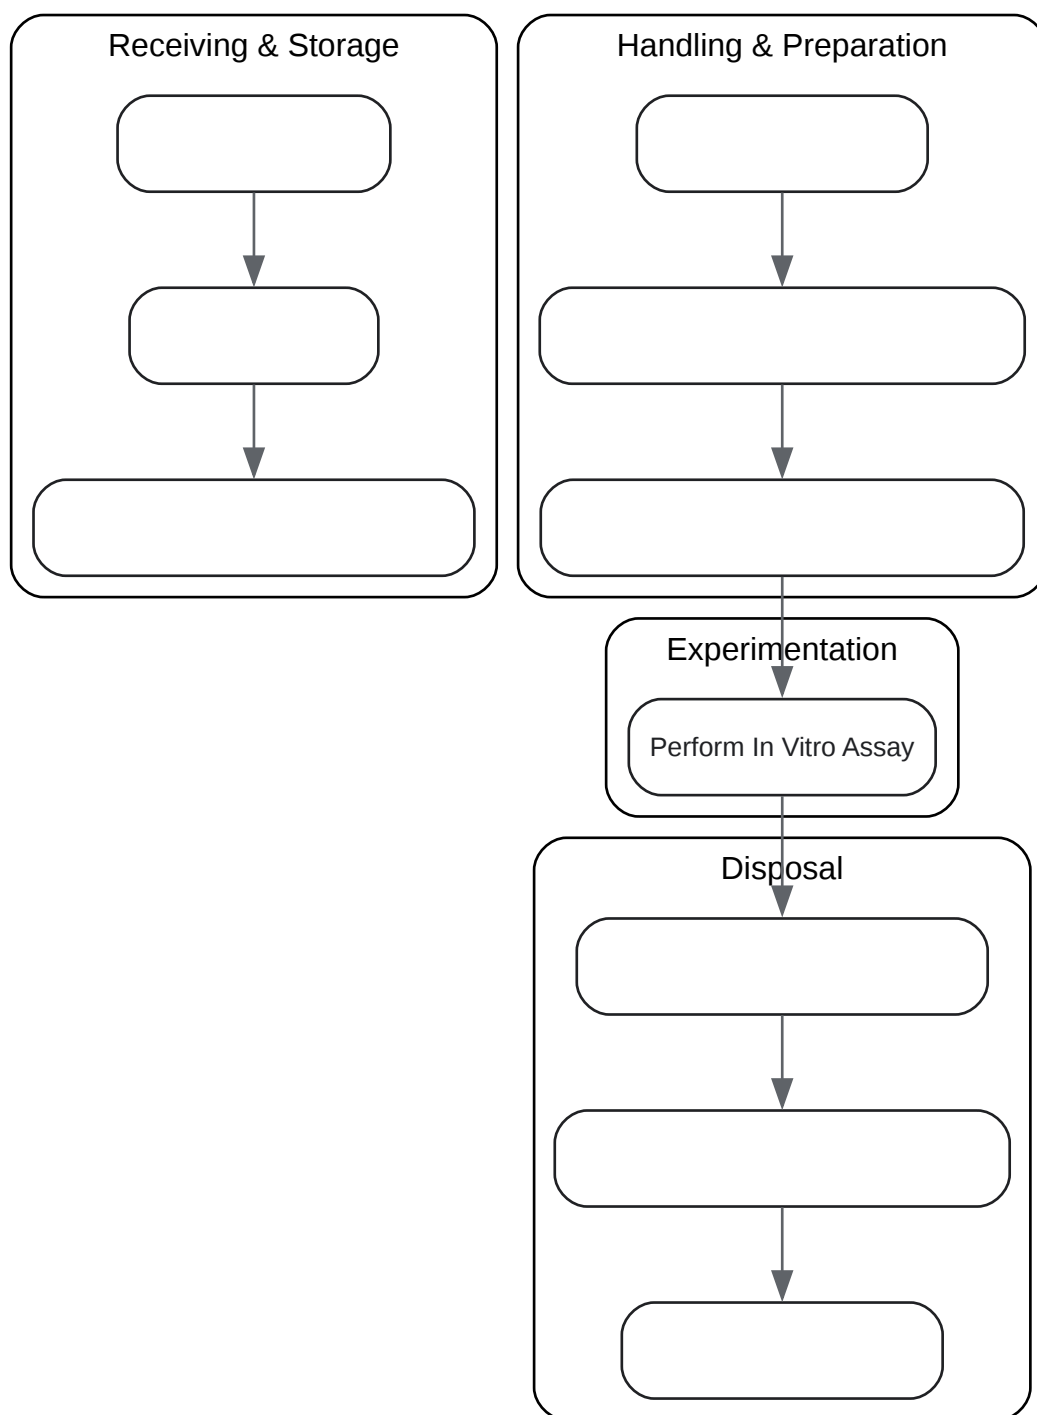 Receiving & Storage
Handling & Preparation
Experimentation
Perform In Vitro Assay
Disposal